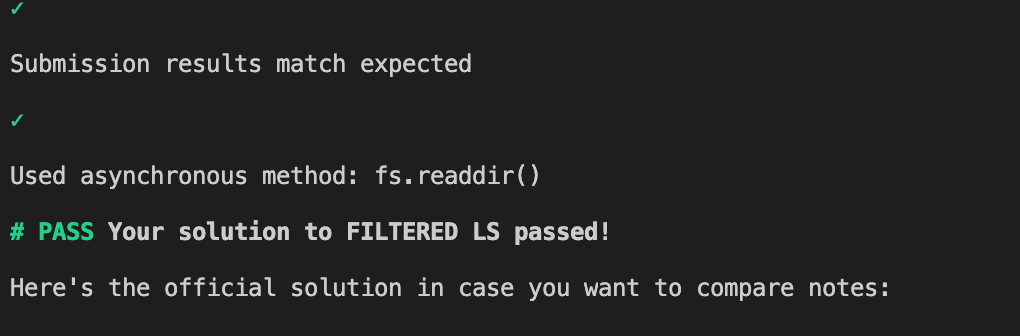 ✓
Submission results match expected
✓
Used asynchronous method: fs.readdir()
# PASS Your solution to FILTERED LS passed!
Here's the official solution in case you want to compare notes: